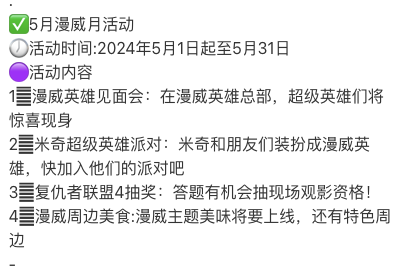 .
✅5月漫威月活动
🕗活动时间:2024年5月1日起至5月31日
🟣活动内容
1▓漫威英雄见面会：在漫威英雄总部，超级英雄们将
惊喜现身
2▓米奇超级英雄派对：米奇和朋友们装扮成漫威英
雄，快加入他们的派对吧
3▓复仇者联盟4抽奖：答题有机会抽现场观影资格！
4▓漫威周边美食:漫威主题美味将要上线，还有特色周
边
-